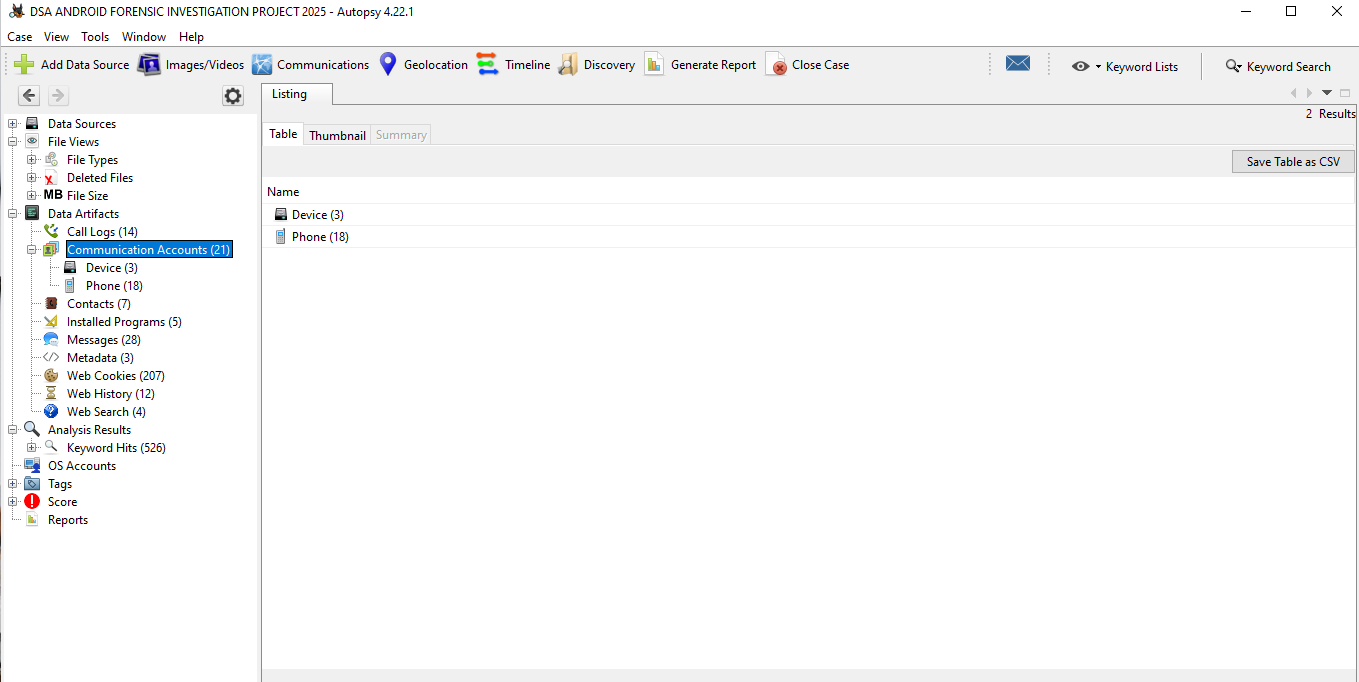 DSA ANDROID FORENSIC INVESTIGATION PROJECT 2025 - Autopsy 4.22.1
Case View Tools Window Help
Add Data Source Images/Videos Communications Geolocation Timeline Discovery Generate Report Close Case Keyword Lists Keyword Search
Listing
2 Results
Table Thumbnail Summary
Save Table as CSV
Name
Device (3)
Phone (18)
Data Sources
File Views
File Types
Deleted Files
MB File Size
Data Artifacts
Call Logs (14)
Communication Accounts (21)
Device (3)
Phone (18)
Contacts (7)
Installed Programs (5)
Messages (28)
Metadata (3)
Web Cookies (207)
Web History (12)
Web Search (4)
Analysis Results
Keyword Hits (526)
OS Accounts
Tags
Score
Reports